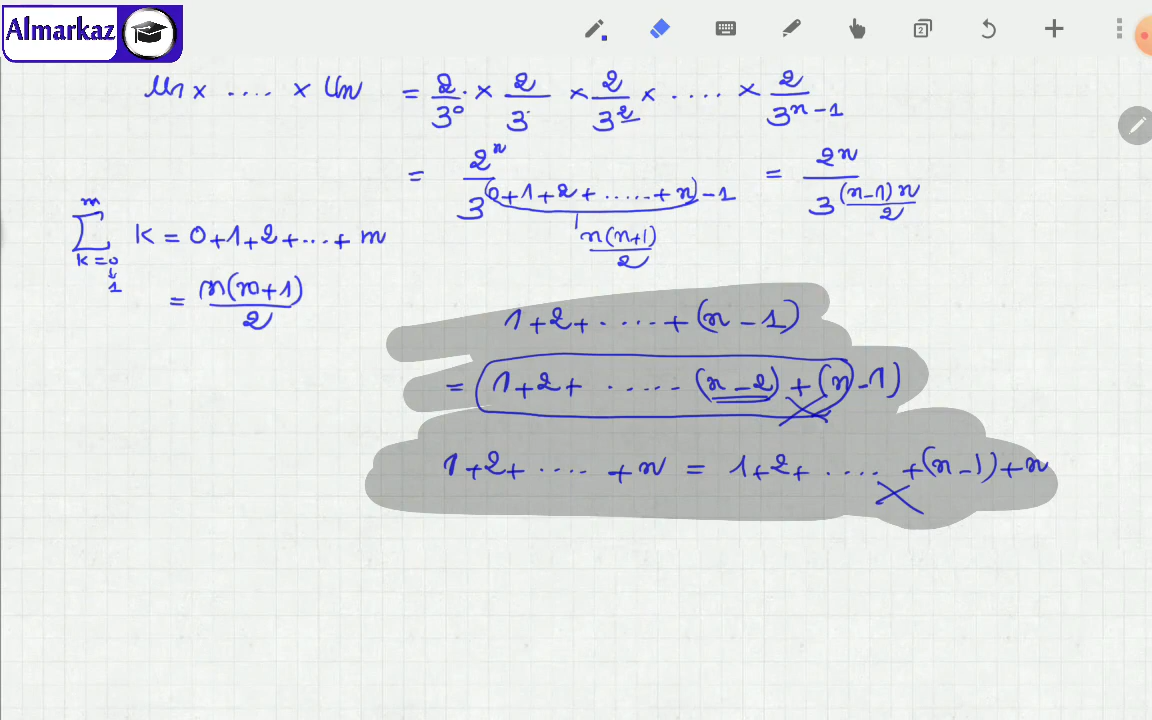 Almarkaz
U₁ × .... × Uₙ = 2/3⁰ × 2/3 × 2/3² × .... × 2/3ⁿ⁻¹
= 2ⁿ/3^(0+1+2+.....+n)-1 = 2ⁿ/3^((n-1)n/2)
n(n+1)/2
m
∑ k = 0+1+2+...+m
k=0
↓
1
= n(n+1)/2
1+2+.....+(n-1)
= (1+2+ ..... (n-2) + (n)-1)
1+2+ .... +n = 1+2+ .... +(n-1)+n